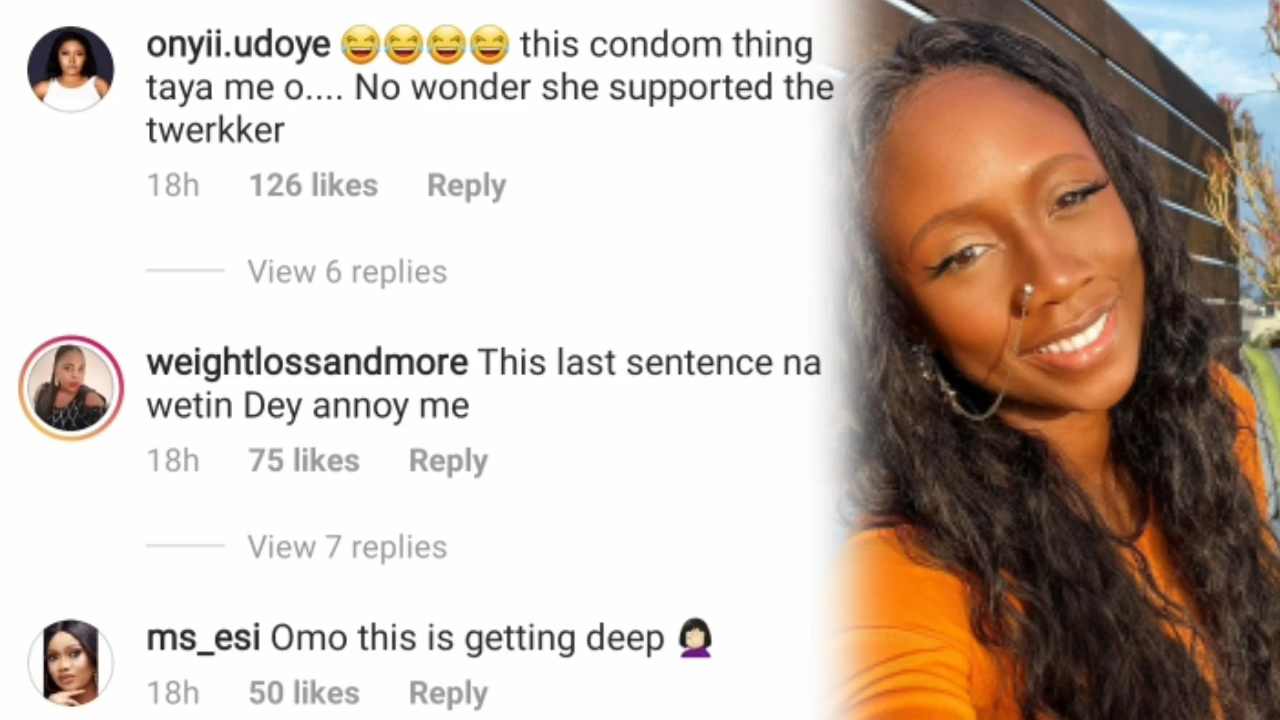 onyii.udoye 😂😂😂😂 this condom thing
taya me o.... No wonder she supported the
twerkker
18h 126 likes Reply
View 6 replies
weightlossandmore This last sentence na
wetin Dey annoy me
18h 75 likes Reply
View 7 replies
ms_esi Omo this is getting deep 🤦🏻‍♀️
18h 50 likes Reply